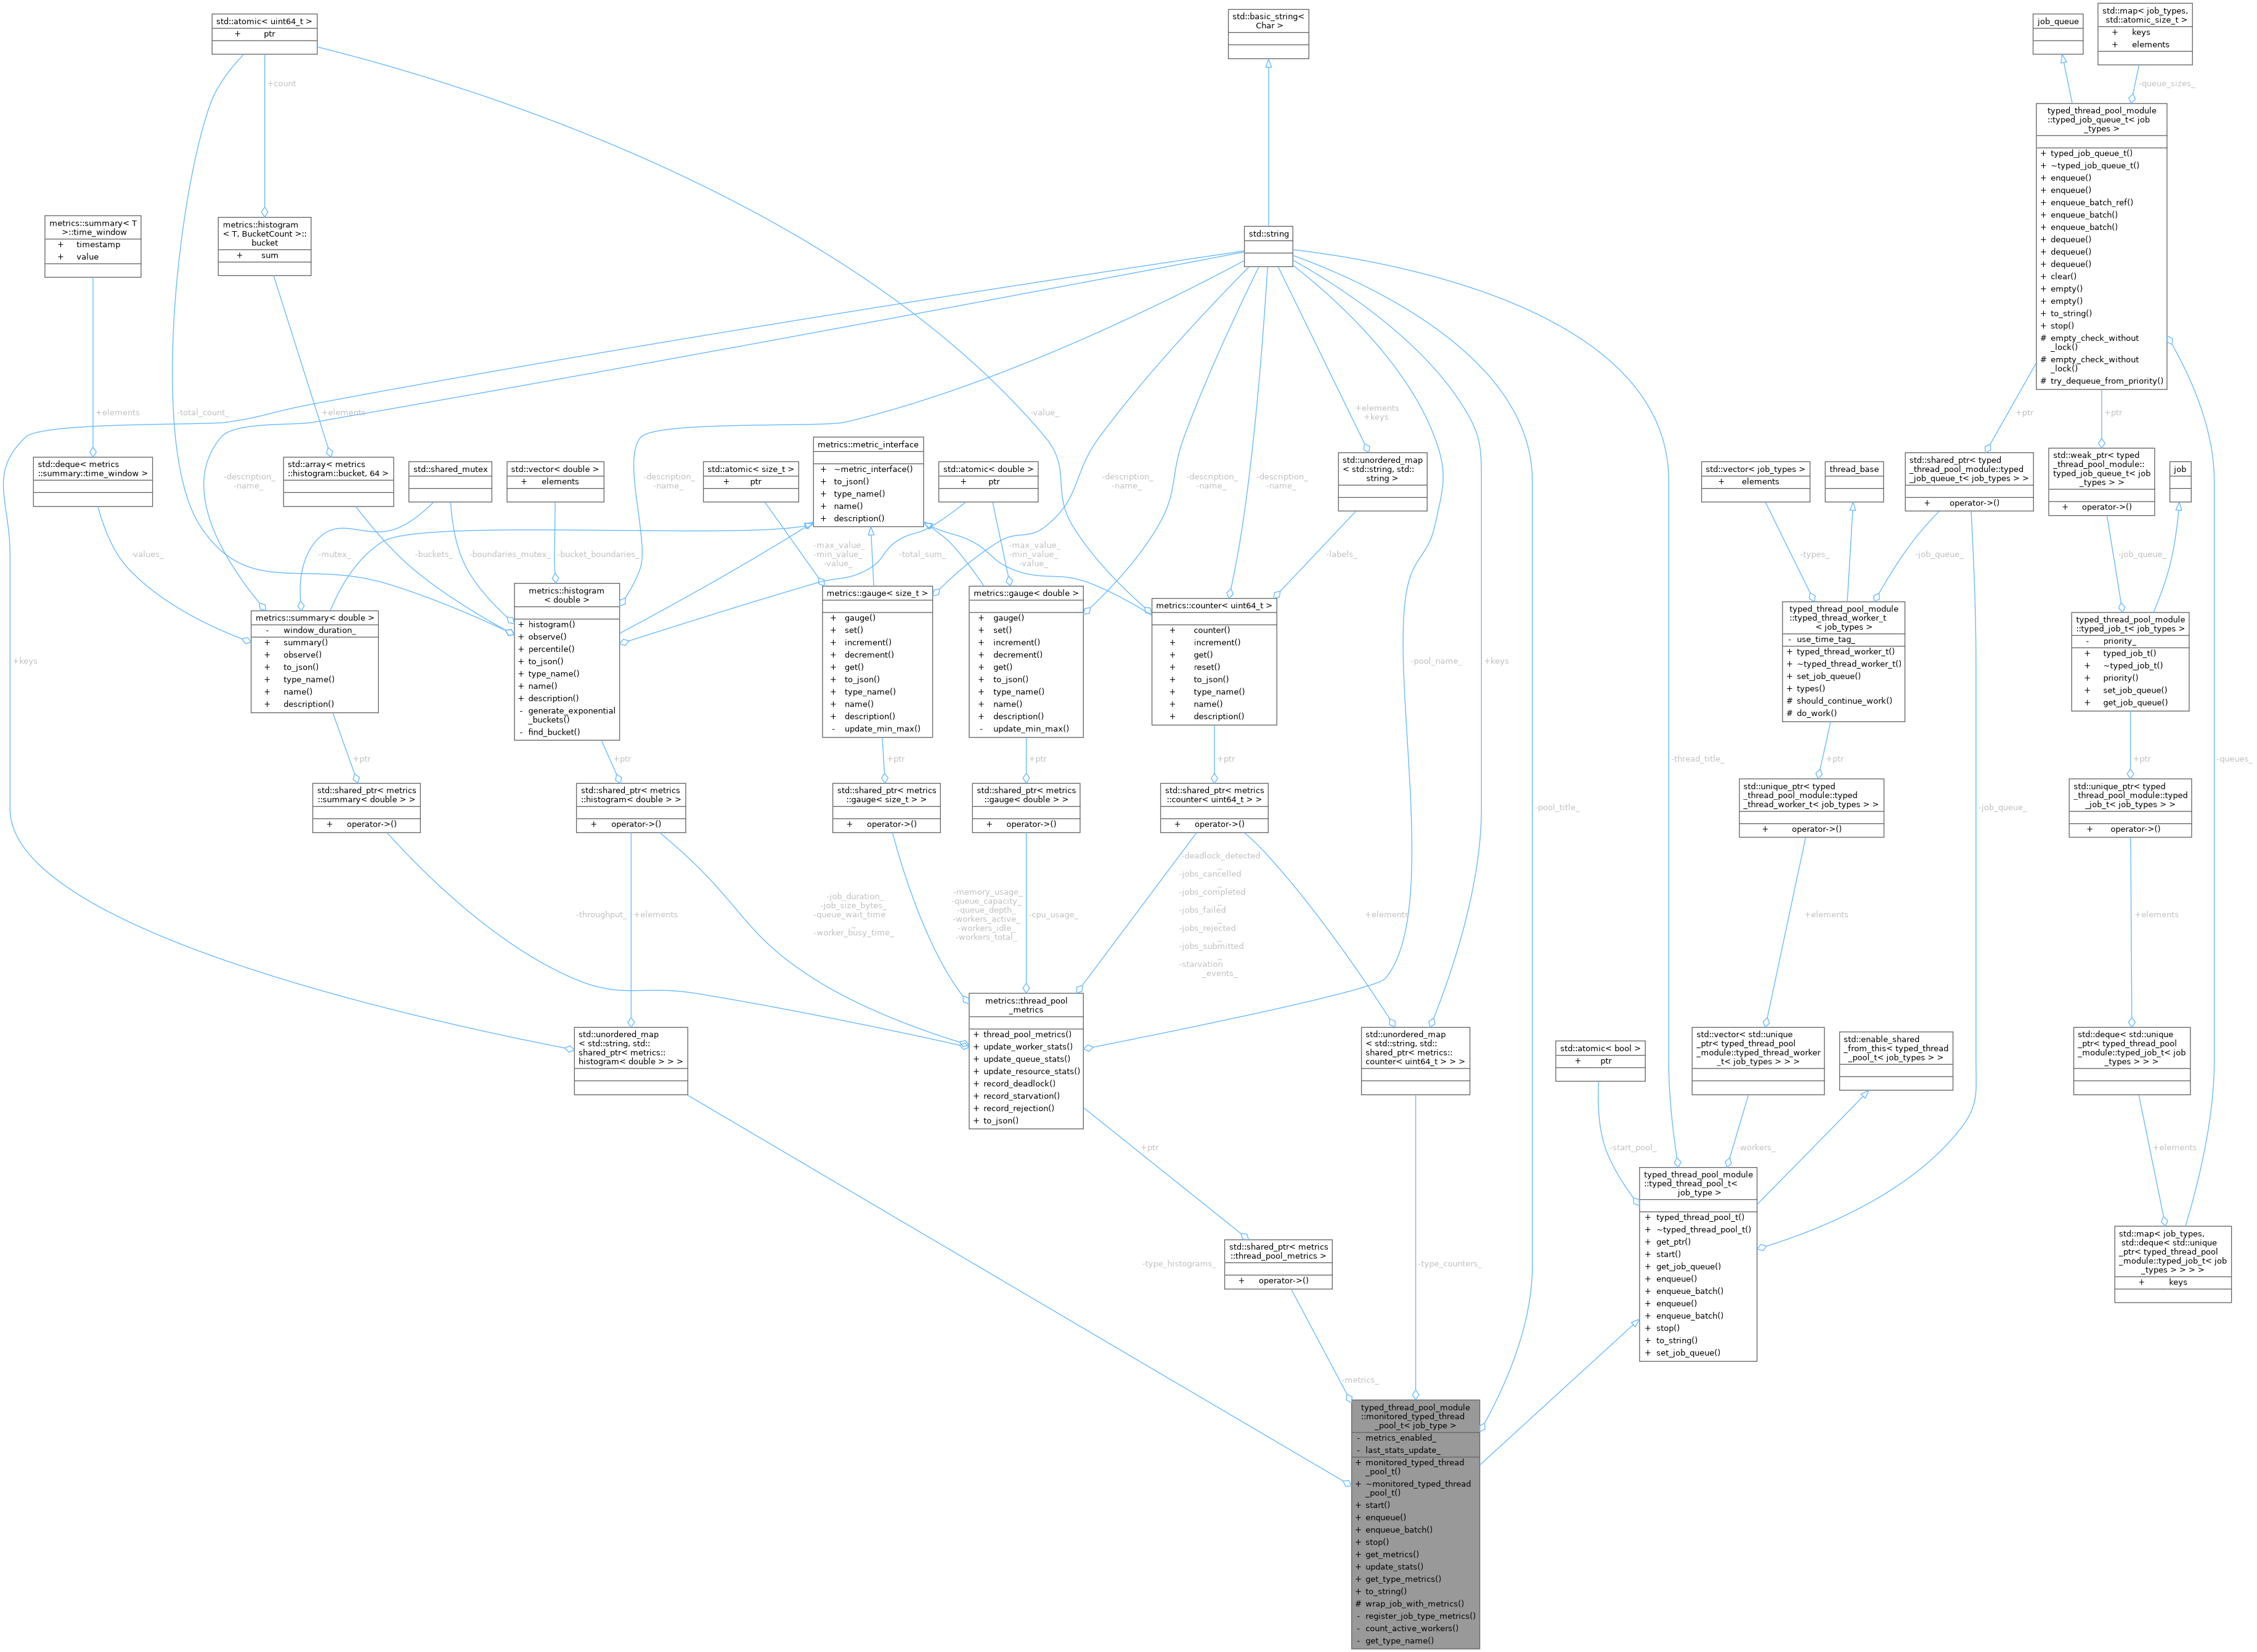 std::atomic< uint64_t >
+ ptr
std::basic_string<
Char >
job_queue
std::map< job_types,
std::atomic_size_t >
+ keys
+ elements
+count
-queue_sizes_
typed_thread_pool_module
::typed_job_queue_t< job
_types >
+ typed_job_queue_t()
+ ~typed_job_queue_t()
+ enqueue()
+ enqueue()
+ enqueue_batch_ref()
+ enqueue_batch()
+ enqueue_batch()
+ dequeue()
+ dequeue()
+ dequeue()
+ clear()
+ empty()
+ empty()
+ to_string()
+ stop()
# empty_check_without
_lock()
# empty_check_without
_lock()
# try_dequeue_from_priority()
metrics::summary< T
>::time_window
+ timestamp
+ value
metrics::histogram
< T, BucketCount >::
bucket
+ sum
std::string
+elements
-total_count_
+elements
-value_
+elements
+keys
+ptr
+ptr
std::deque< metrics
::summary::time_window >
-description_
-name_
std::array< metrics
::histogram::bucket, 64 >
std::shared_mutex
std::vector< double >
+ elements
-description_
-name_
std::atomic< size_t >
+ ptr
metrics::metric_interface
+ ~metric_interface()
+ to_json()
+ type_name()
+ name()
+ description()
std::atomic< double >
+ ptr
-description_
-name_
-description_
-name_
-description_
-name_
std::unordered_map
< std::string, std::
string >
std::vector< job_types >
+ elements
thread_base
std::shared_ptr< typed
_thread_pool_module::typed
_job_queue_t< job_types > >
+ operator->()
std::weak_ptr< typed
_thread_pool_module::
typed_job_queue_t< job
_types > >
+ operator->()
job
-values_
-mutex_
-buckets_
-boundaries_mutex_
-bucket_boundaries_
-max_value_
-min_value_
-value_
-total_sum_
-max_value_
-min_value_
-value_
-labels_
-types_
-job_queue_
-job_queue_
metrics::summary< double >
- window_duration_
+ summary()
+ observe()
+ to_json()
+ type_name()
+ name()
+ description()
metrics::histogram
< double >
+ histogram()
+ observe()
+ percentile()
+ to_json()
+ type_name()
+ name()
+ description()
- generate_exponential
_buckets()
- find_bucket()
metrics::gauge< size_t >
+ gauge()
+ set()
+ increment()
+ decrement()
+ get()
+ to_json()
+ type_name()
+ name()
+ description()
- update_min_max()
metrics::gauge< double >
+ gauge()
+ set()
+ increment()
+ decrement()
+ get()
+ to_json()
+ type_name()
+ name()
+ description()
- update_min_max()
metrics::counter< uint64_t >
+ counter()
+ increment()
+ get()
+ reset()
+ to_json()
+ type_name()
+ name()
+ description()
typed_thread_pool_module
::typed_thread_worker_t
< job_types >
- use_time_tag_
+ typed_thread_worker_t()
+ ~typed_thread_worker_t()
+ set_job_queue()
+ types()
# should_continue_work()
# do_work()
typed_thread_pool_module
::typed_job_t< job_types >
- priority_
+ typed_job_t()
+ ~typed_job_t()
+ priority()
+ set_job_queue()
+ get_job_queue()
+keys
-pool_name_
+keys
+ptr
+ptr
+ptr
+ptr
+ptr
-thread_title_
+ptr
+ptr
-queues_
std::shared_ptr< metrics
::summary< double > >
+ operator->()
std::shared_ptr< metrics
::histogram< double > >
+ operator->()
std::shared_ptr< metrics
::gauge< size_t > >
+ operator->()
std::shared_ptr< metrics
::gauge< double > >
+ operator->()
std::shared_ptr< metrics
::counter< uint64_t > >
+ operator->()
-pool_title_
std::unique_ptr< typed
_thread_pool_module::typed
_thread_worker_t< job_types > >
+ operator->()
-job_queue_
std::unique_ptr< typed
_thread_pool_module::typed
_job_t< job_types > >
+ operator->()
-throughput_
+elements
-job_duration_
-job_size_bytes_
-queue_wait_time
_
-worker_busy_time_
-memory_usage_
-queue_capacity_
-queue_depth_
-workers_active_
-workers_idle_
-workers_total_
-cpu_usage_
-deadlock_detected
_
-jobs_cancelled
_
-jobs_completed
_
-jobs_failed
_
-jobs_rejected
_
-jobs_submitted
_
-starvation
_events_
+elements
+elements
+elements
std::unordered_map
< std::string, std::
shared_ptr< metrics::
histogram< double > > >
metrics::thread_pool
_metrics
+ thread_pool_metrics()
+ update_worker_stats()
+ update_queue_stats()
+ update_resource_stats()
+ record_deadlock()
+ record_starvation()
+ record_rejection()
+ to_json()
std::unordered_map
< std::string, std::
shared_ptr< metrics::
counter< uint64_t > > >
std::atomic< bool >
+ ptr
std::vector< std::unique
_ptr< typed_thread_pool
_module::typed_thread_worker
_t< job_types > > >
std::enable_shared
_from_this< typed_thread
_pool_t< job_types > >
std::deque< std::unique
_ptr< typed_thread_pool
_module::typed_job_t< job
_types > > >
+ptr
-start_pool_
-workers_
+elements
typed_thread_pool_module
::typed_thread_pool_t<
job_type >
+ typed_thread_pool_t()
+ ~typed_thread_pool_t()
+ get_ptr()
+ start()
+ get_job_queue()
+ enqueue()
+ enqueue_batch()
+ enqueue()
+ enqueue_batch()
+ stop()
+ to_string()
+ set_job_queue()
std::map< job_types,
std::deque< std::unique
_ptr< typed_thread_pool
_module::typed_job_t< job
_types > > > >
+ keys
-type_histograms_
std::shared_ptr< metrics
::thread_pool_metrics >
+ operator->()
-type_counters_
-metrics_
typed_thread_pool_module
::monitored_typed_thread
_pool_t< job_type >
- metrics_enabled_
- last_stats_update_
+ monitored_typed_thread
_pool_t()
+ ~monitored_typed_thread
_pool_t()
+ start()
+ enqueue()
+ enqueue_batch()
+ stop()
+ get_metrics()
+ update_stats()
+ get_type_metrics()
+ to_string()
# wrap_job_with_metrics()
- register_job_type_metrics()
- count_active_workers()
- get_type_name()